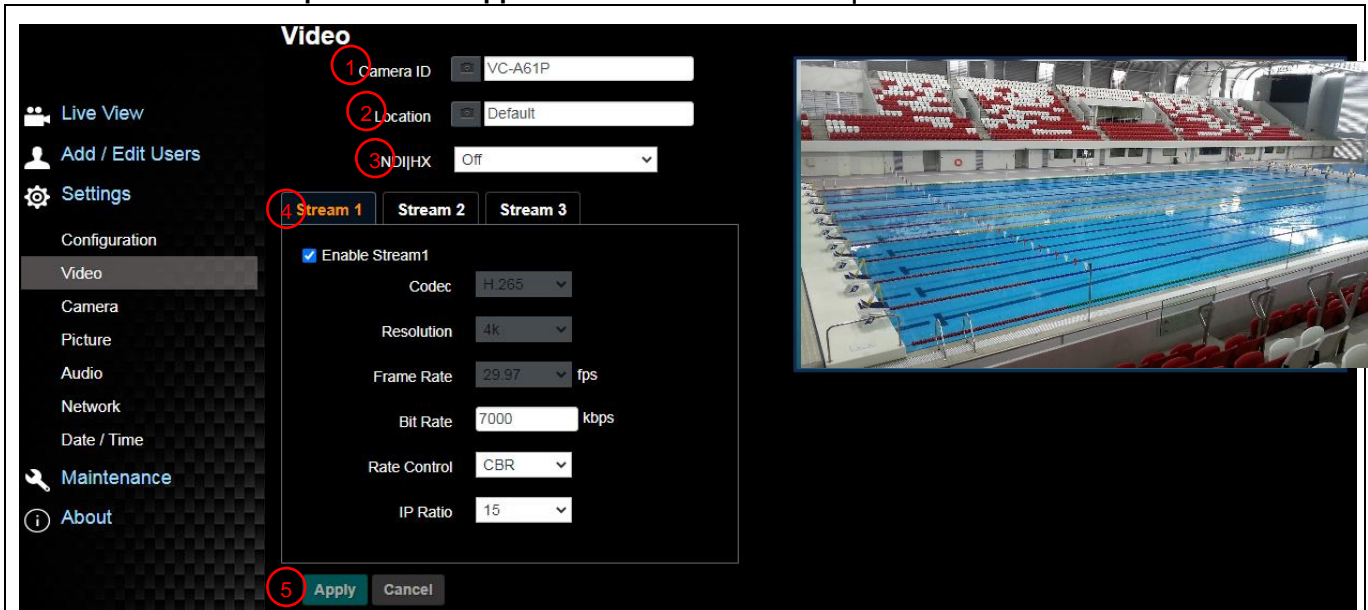 Video
1 Camera ID VC-A61P
2 Location Default
3 NDI|HX Off
Live View
Add / Edit Users
Settings
Configuration
Video
Camera
Picture
Audio
Network
Date / Time
Maintenance
About
4 Stream 1 Stream 2 Stream 3
Enable Stream1
Codec H.265
Resolution 4k
Frame Rate 29.97 fps
Bit Rate 7000 kbps
Rate Control CBR
IP Ratio 15
5 Apply Cancel